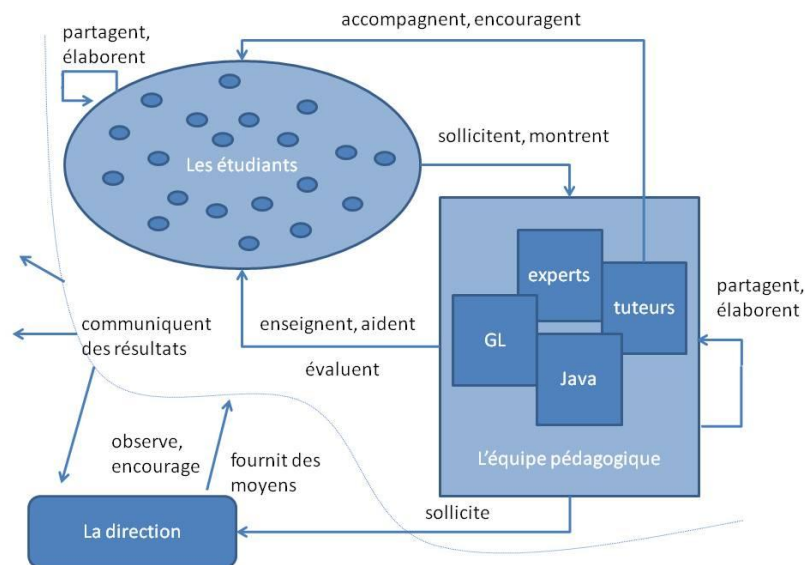 accompagnent, encouragent
partagent,
élaborent
sollicitent, montrent
Les étudiants
experts
tuteurs
GL
Java
L'équipe pédagogique
partagent,
élaborent
enseignent, aident
évaluent
communiquent
des résultats
observe,
encourage
fournit des
moyens
sollicite
La direction